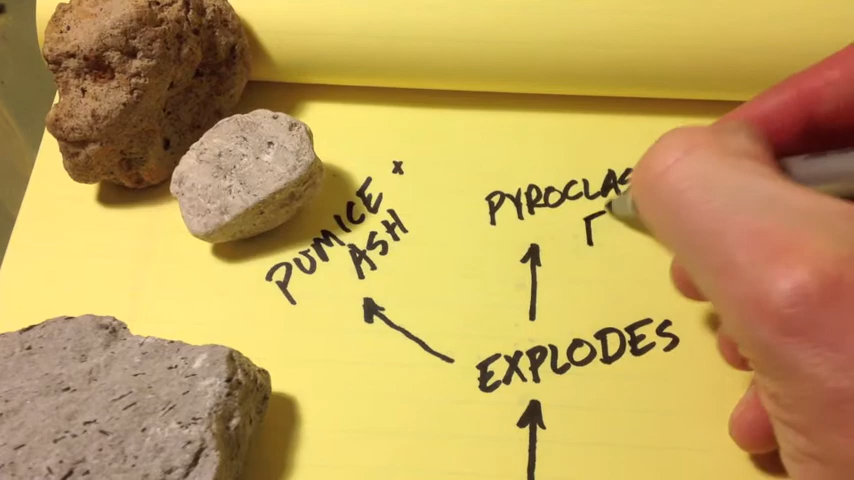 PUMICE +
ASH
PYROCLAS
EXPLODES